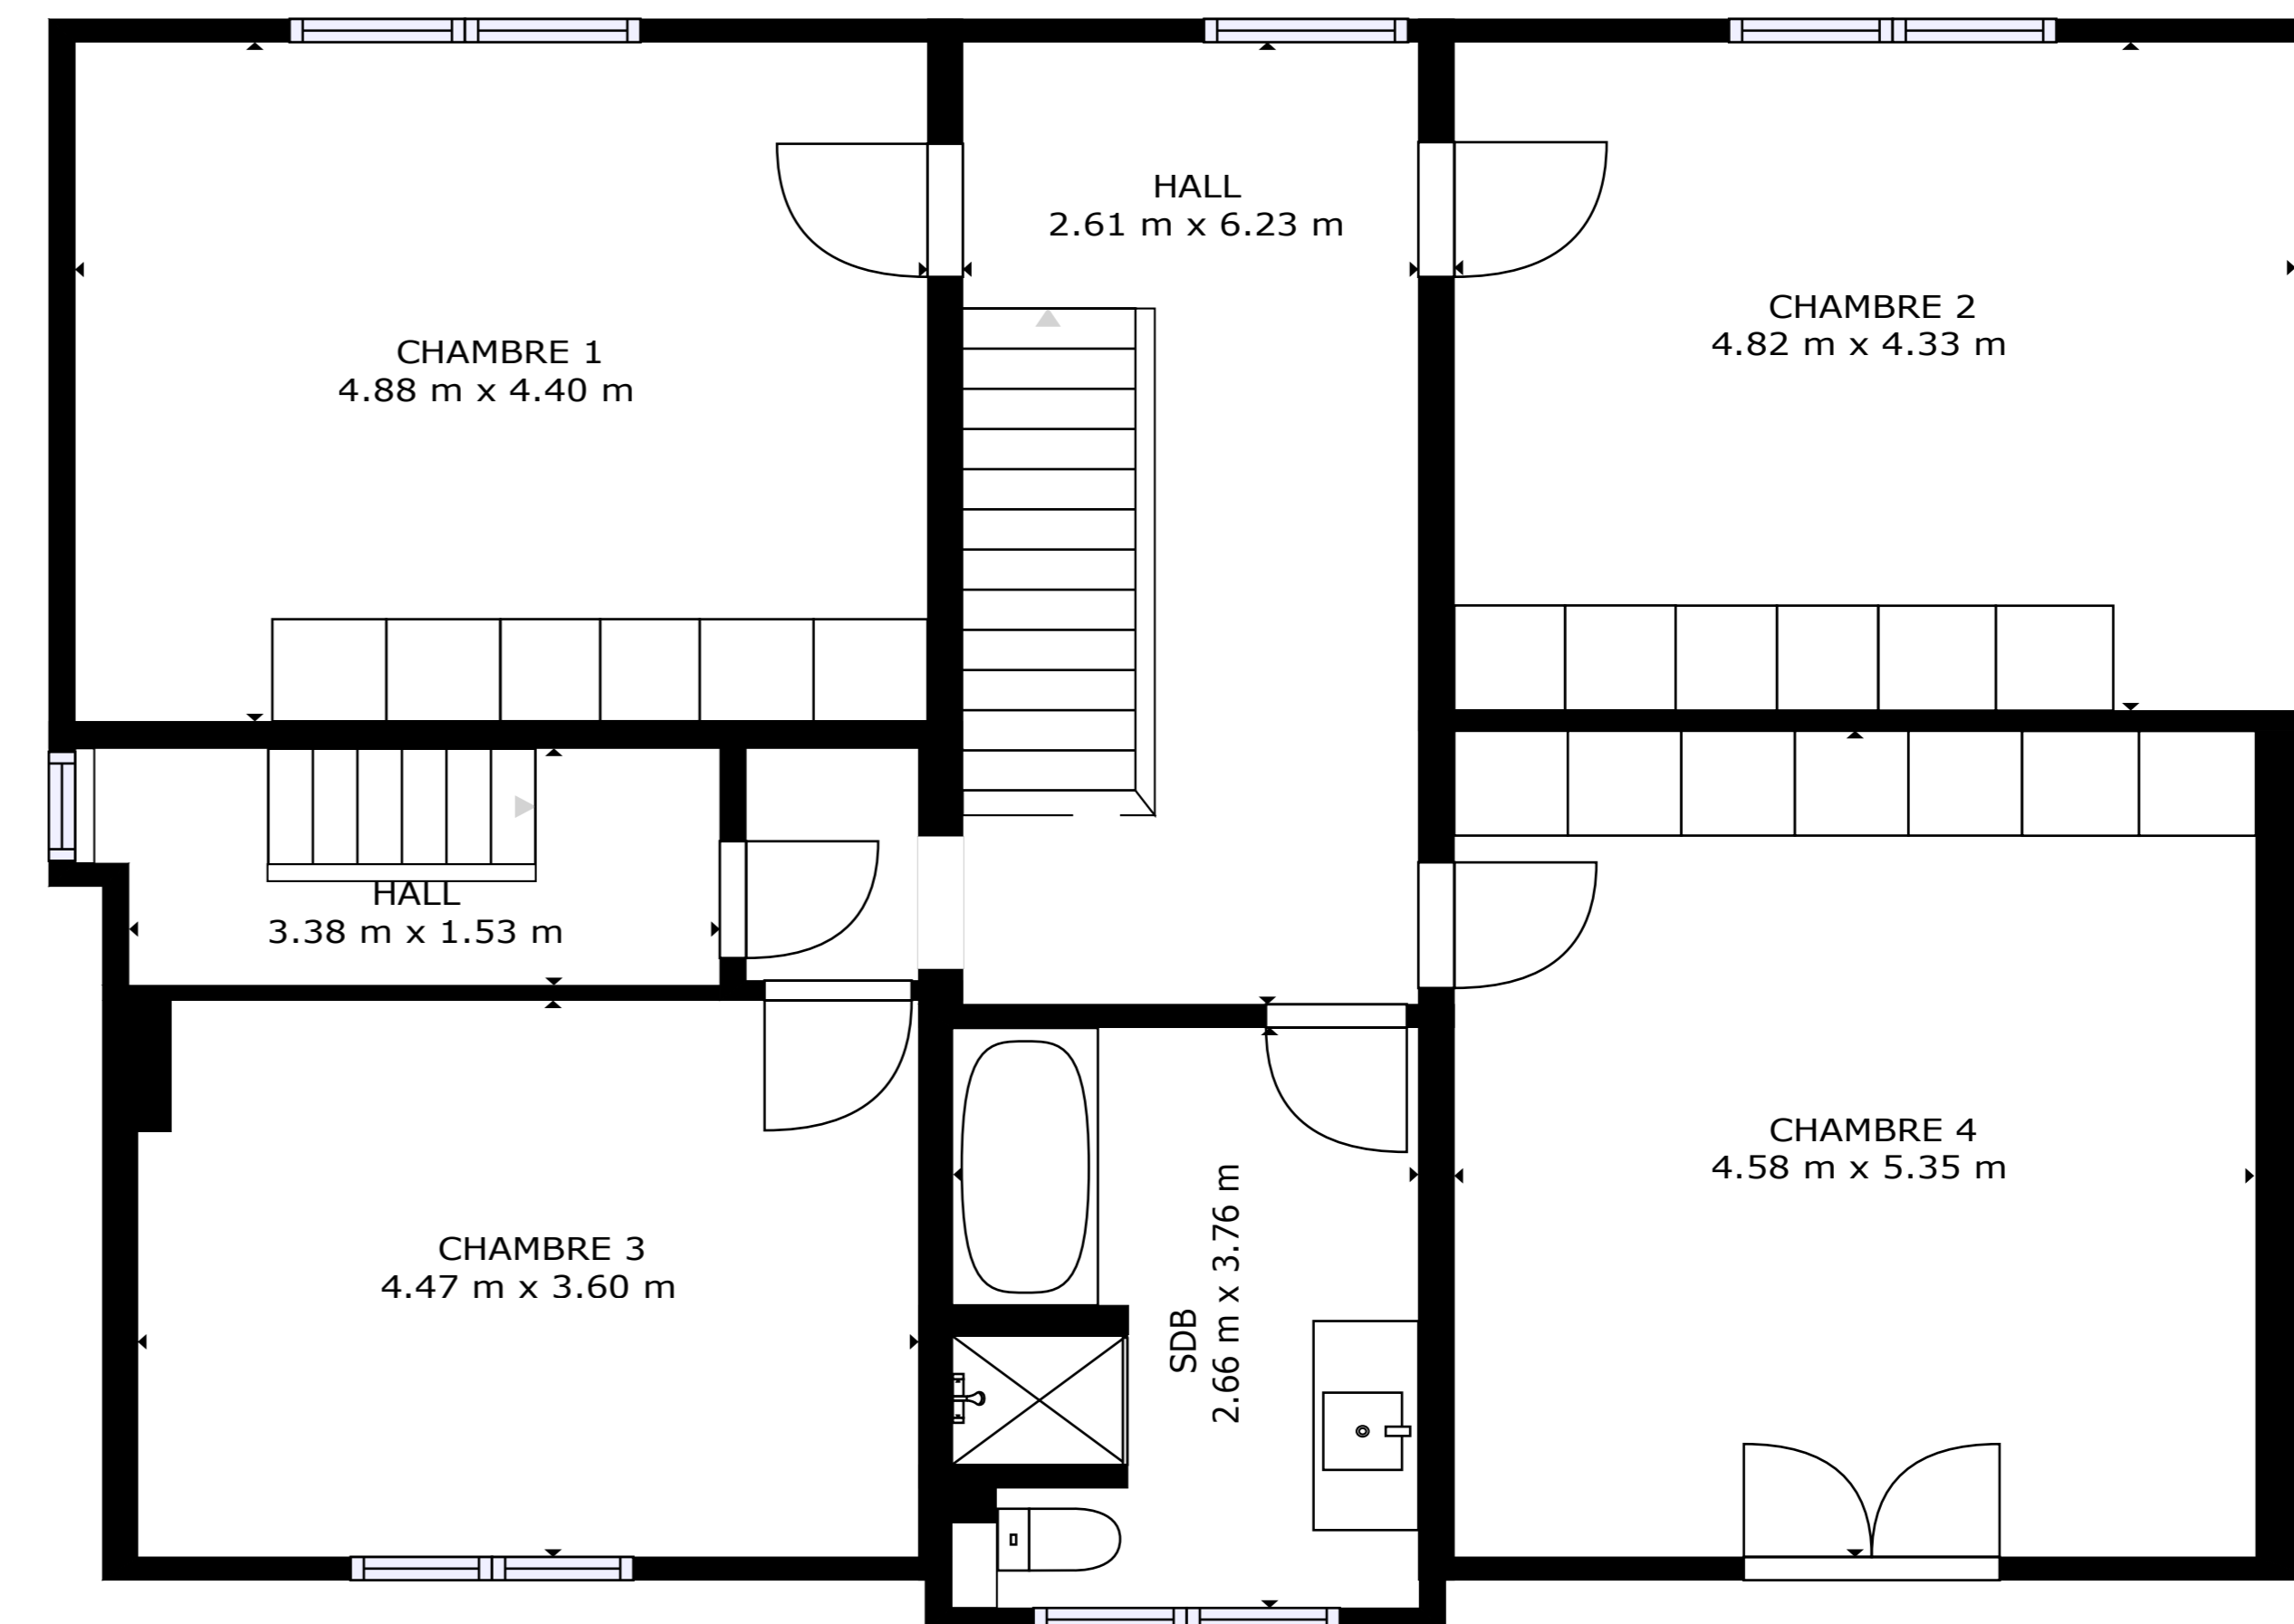 HALL
2.61 m x 6.23 m
CHAMBRE 2
4.82 m x 4.33 m
CHAMBRE 1
4.88 m x 4.40 m
HALL
3.38 m x 1.53 m
CHAMBRE 4
4.58 m x 5.35 m
CHAMBRE 3
4.47 m x 3.60 m
SDB
2.66 m x 3.76 m